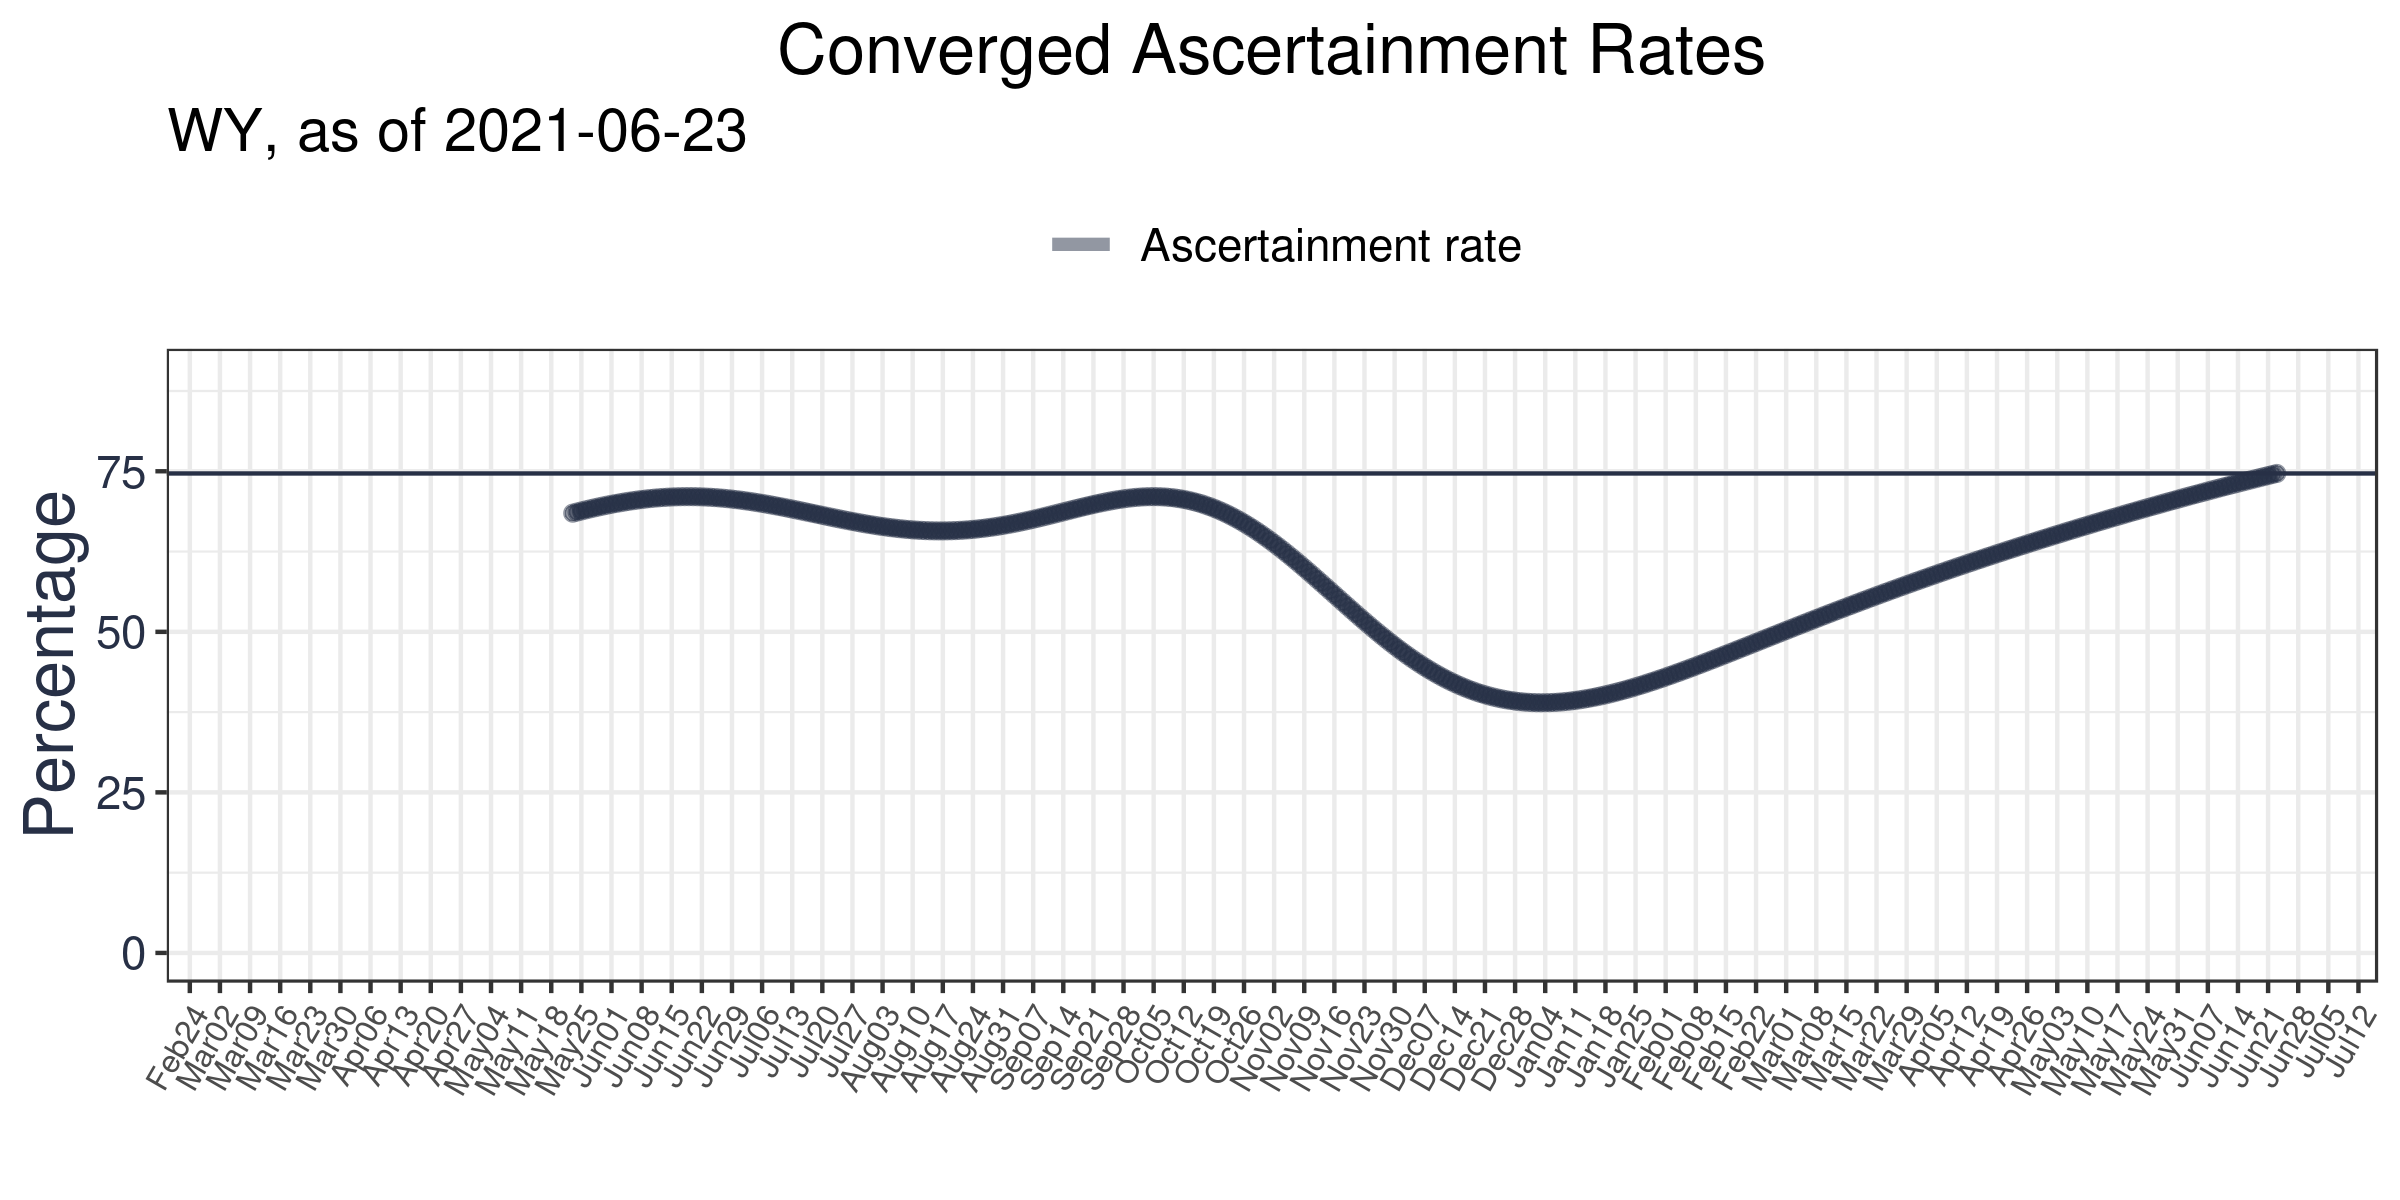 Converged Ascertainment Rates
WY, as of 2021-06-23
Ascertainment rate
Percentage
75
50
25
0
Feb24
Mar02
Mar09
Mar16
Mar23
Mar30
Apr06
Apr13
Apr20
Apr27
May04
May11
May18
May25
Jun01
Jun08
Jun15
Jun22
Jun29
Jul06
Jul13
Jul20
Jul27
Aug03
Aug10
Aug17
Aug24
Aug31
Sep07
Sep14
Sep21
Sep28
Oct05
Oct12
Oct19
Oct26
Nov02
Nov09
Nov16
Nov23
Nov30
Dec07
Dec14
Dec21
Dec28
Jan04
Jan11
Jan18
Jan25
Feb01
Feb08
Feb15
Feb22
Mar01
Mar08
Mar15
Mar22
Mar29
Apr05
Apr12
Apr19
Apr26
May03
May10
May17
May24
May31
Jun07
Jun14
Jun21
Jun28
Jul05
Jul12